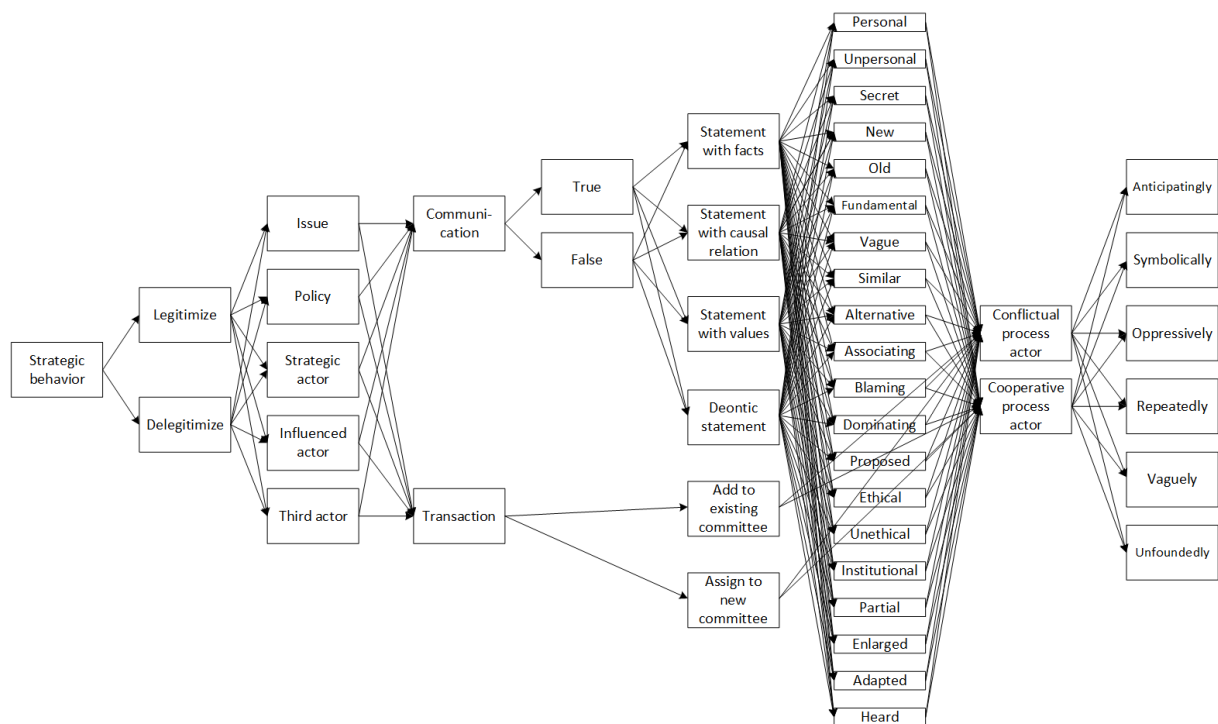 Strategic
behavior
Legitimize
Delegitimize
Issue
Policy
Strategic
actor
Influenced
actor
Third actor
Communi-
cation
Transaction
True
False
Statement
with facts
Statement
with causal
relation
Statement
with values
Deontic
statement
Add to
existing
committee
Assign to
new
committee
Personal
Unpersonal
Secret
New
Old
Fundamental
Vague
Similar
Alternative
Associating
Blaming
Dominating
Proposed
Ethical
Unethical
Institutional
Partial
Enlarged
Adapted
Heard
Conflictual
process
actor
Cooperative
process
actor
Anticipatingly
Symbolically
Oppressively
Repeatedly
Vaguely
Unfoundedly